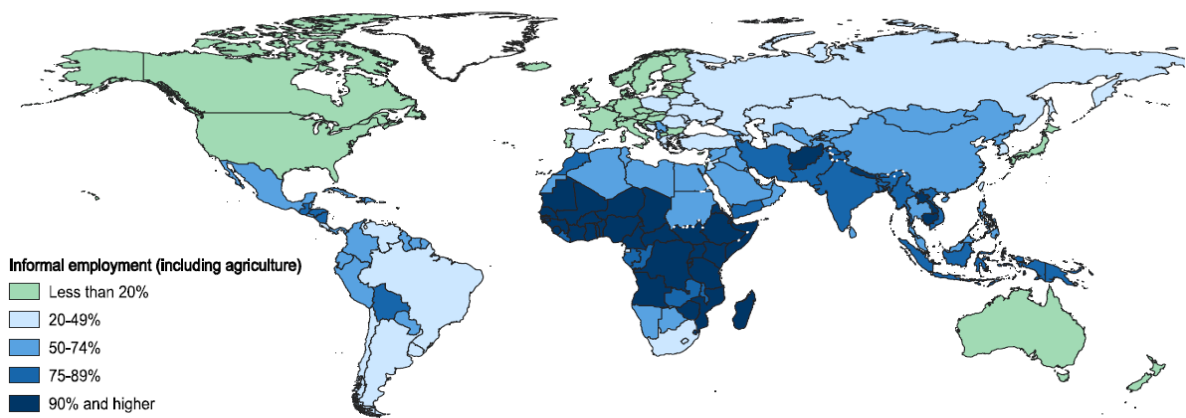 Informal employment (including agriculture)
Less than 20%
20-49%
50-74%
75-89%
90% and higher